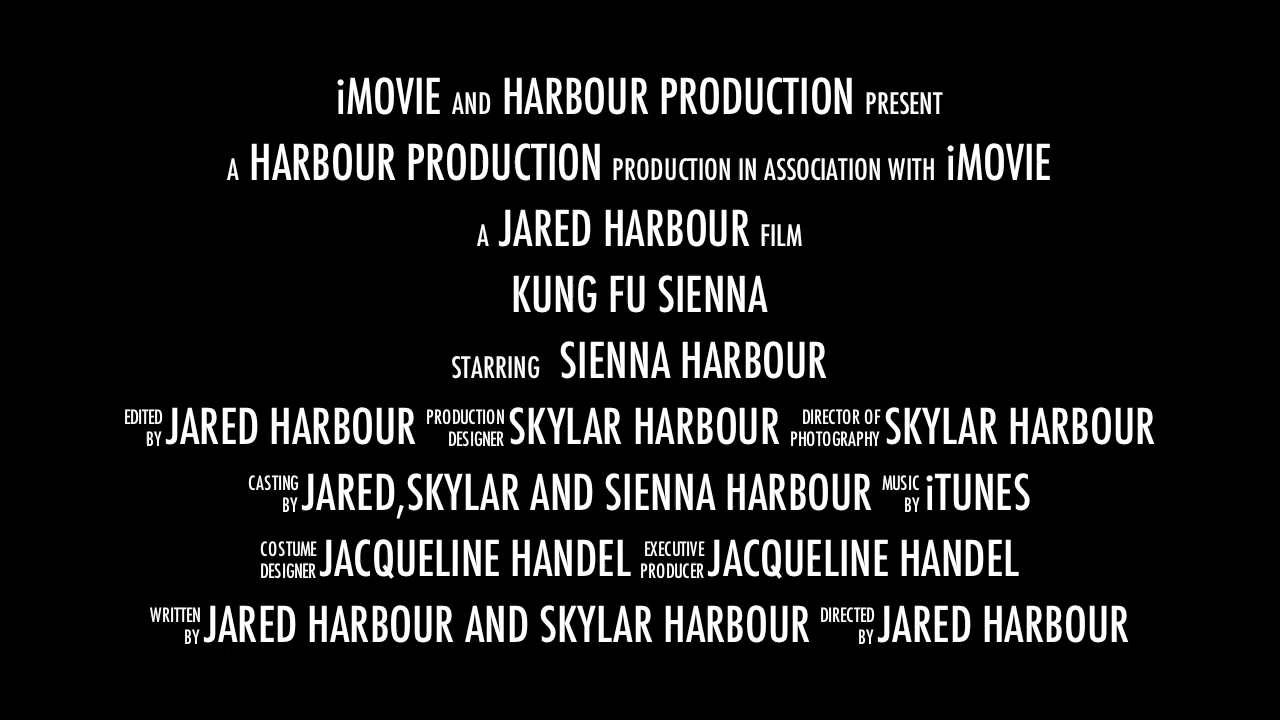 iMOVIE AND HARBOUR PRODUCTION PRESENT
A HARBOUR PRODUCTION PRODUCTION IN ASSOCIATION WITH iMOVIE
A JARED HARBOUR FILM
KUNG FU SIENNA
STARRING SIENNA HARBOUR
EDITED BY JARED HARBOUR PRODUCTION DESIGNER SKYLAR HARBOUR DIRECTOR OF PHOTOGRAPHY SKYLAR HARBOUR
CASTING BY JARED,SKYLAR AND SIENNA HARBOUR MUSIC BY iTUNES
COSTUME DESIGNER JACQUELINE HANDEL EXECUTIVE PRODUCER JACQUELINE HANDEL
WRITTEN BY JARED HARBOUR AND SKYLAR HARBOUR DIRECTED BY JARED HARBOUR